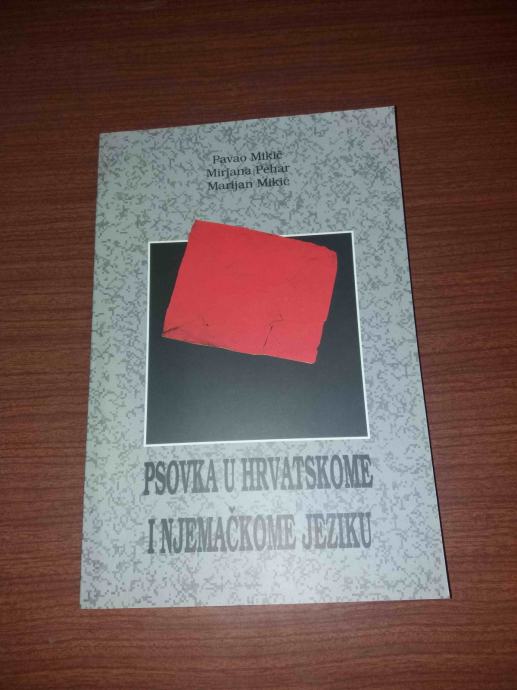 Pavao Mikić
Mirjana Pehar
Marijan Mikić
PSOVKA U HRVATSKOME
I NJEMAČKOME JEZIKU